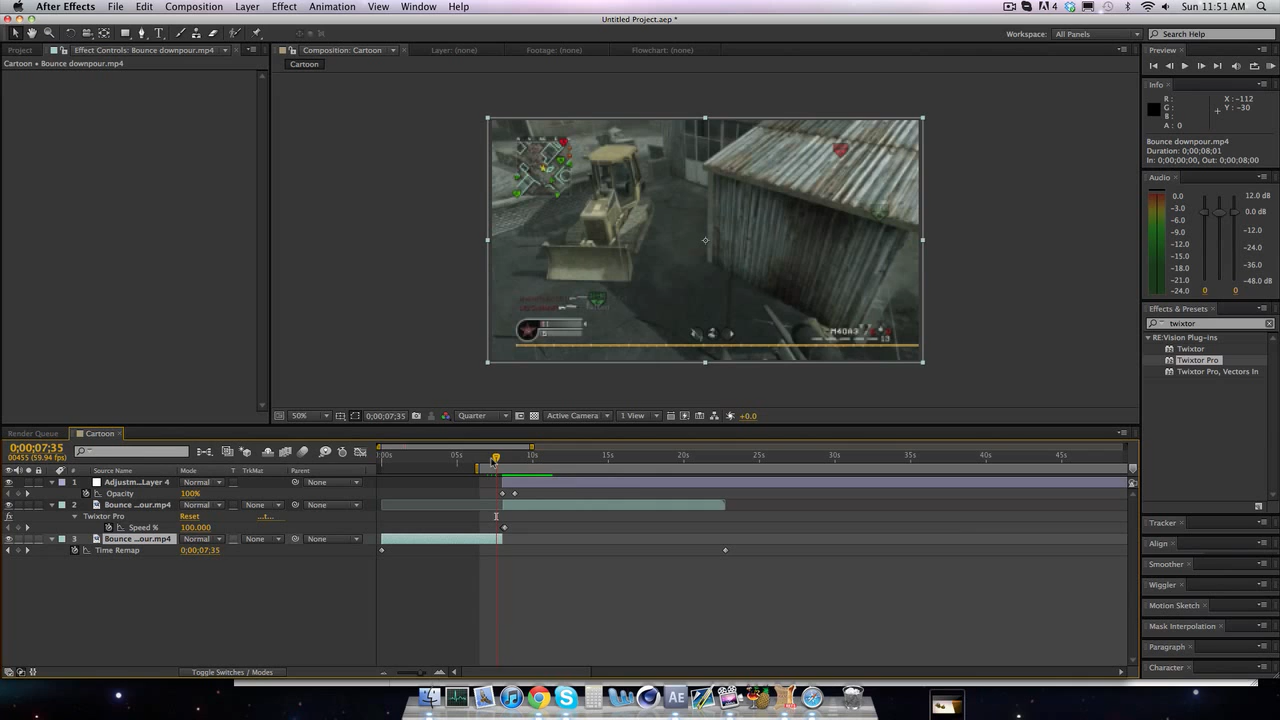 After Effects File Edit Composition Layer Effect Animation View Window Help 4 Sun 11:51 AM
Untitled Project.aep *
Workspace: All Panels Search Help
Project Effect Controls: Bounce downpour.mp4 Composition: Cartoon Layer: (none) Footage: (none) Flowchart: (none) Preview
Cartoon • Bounce downpour.mp4
Cartoon
Info
R: X: -112
G: Y: -30
B:
A: 0
Bounce downpour.mp4
Duration: 0;00;08;01
In: 0;00;00;00, Out: 0;00;08;00
Audio
0.0 12.0 dB
-3.0 0.0 dB
-6.0
-9.0 -12.0
-12.0 -24.0
-15.0
-18.0 -36.0
-21.0 -48.0 dB
-24.0 0 0
Effects & Presets
twixtor
RE:Vision Plug-ins
Twixtor
Twixtor Pro
Twixtor Pro, Vectors In
M40A3
50% 0;00;07;35 Quarter Active Camera 1 View +0.0
Render Queue Cartoon
0;00;07;35
00455 (59.94 fps)
:00s 05s 10s 15s 20s 25s 30s 35s 40s 45s
# Source Name Mode T TrkMat Parent
1 Adjustm...Layer 4 Normal None
Opacity 100%
2 Bounce ...our.mp4 Normal None None
Twixtor Pro Reset ...t...
Speed % 100.000
3 Bounce ...our.mp4 Normal None None
Time Remap 0;00;07;35
Toggle Switches / Modes
Tracker
Align
Smoother
Wiggler
Motion Sketch
Mask Interpolation
Paragraph
Character
AE